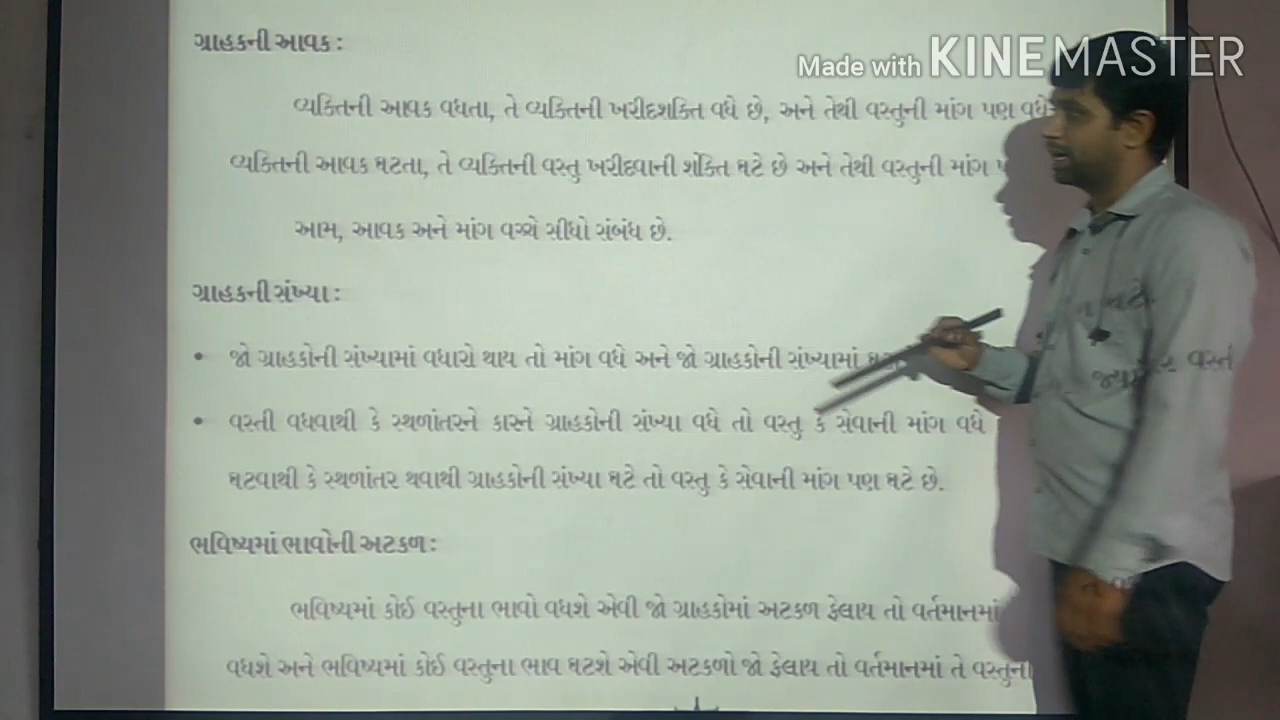 ગ્રાહકની આવક :
Made with KINEMASTER
વ્યક્તિની આવક વધતા, તે વ્યક્તિની ખરીદશક્તિ વધે છે, અને તેથી વસ્તુની માંગ પણ વધે
વ્યક્તિની આવક ઘટતા, તે વ્યક્તિની વસ્તુ ખરીદવાની શક્તિ ઘટે છે અને તેથી વસ્તુની માંગ
આમ, આવક અને માંગ વચ્ચે સીધો સંબંધ છે.
ગ્રાહકની સંખ્યા :
• જો ગ્રાહકોની સંખ્યામાં વધારો થાય તો માંગ વધે અને જો ગ્રાહકોની સંખ્યામાં
• વસ્તી વધવાથી કે સ્થળાંતરને કારને ગ્રાહકોની સંખ્યા વધે તો વસ્તુ કે સેવાની માંગ વધે
ઘટવાથી કે સ્થળાંતર થવાથી ગ્રાહકોની સંખ્યા ઘટે તો વસ્તુ કે સેવાની માંગ પણ ઘટે છે.
ભવિષ્યમાં ભાવોની અટકળ :
ભવિષ્યમાં કોઈ વસ્તુના ભાવો વધશે એવી જો ગ્રાહકોમાં અટકળ ફેલાય તો વર્તમાનમાં
વધશે અને ભવિષ્યમાં કોઈ વસ્તુના ભાવ ઘટશે એવી અટકળો જો ફેલાય તો વર્તમાનમાં તે વસ્તુની